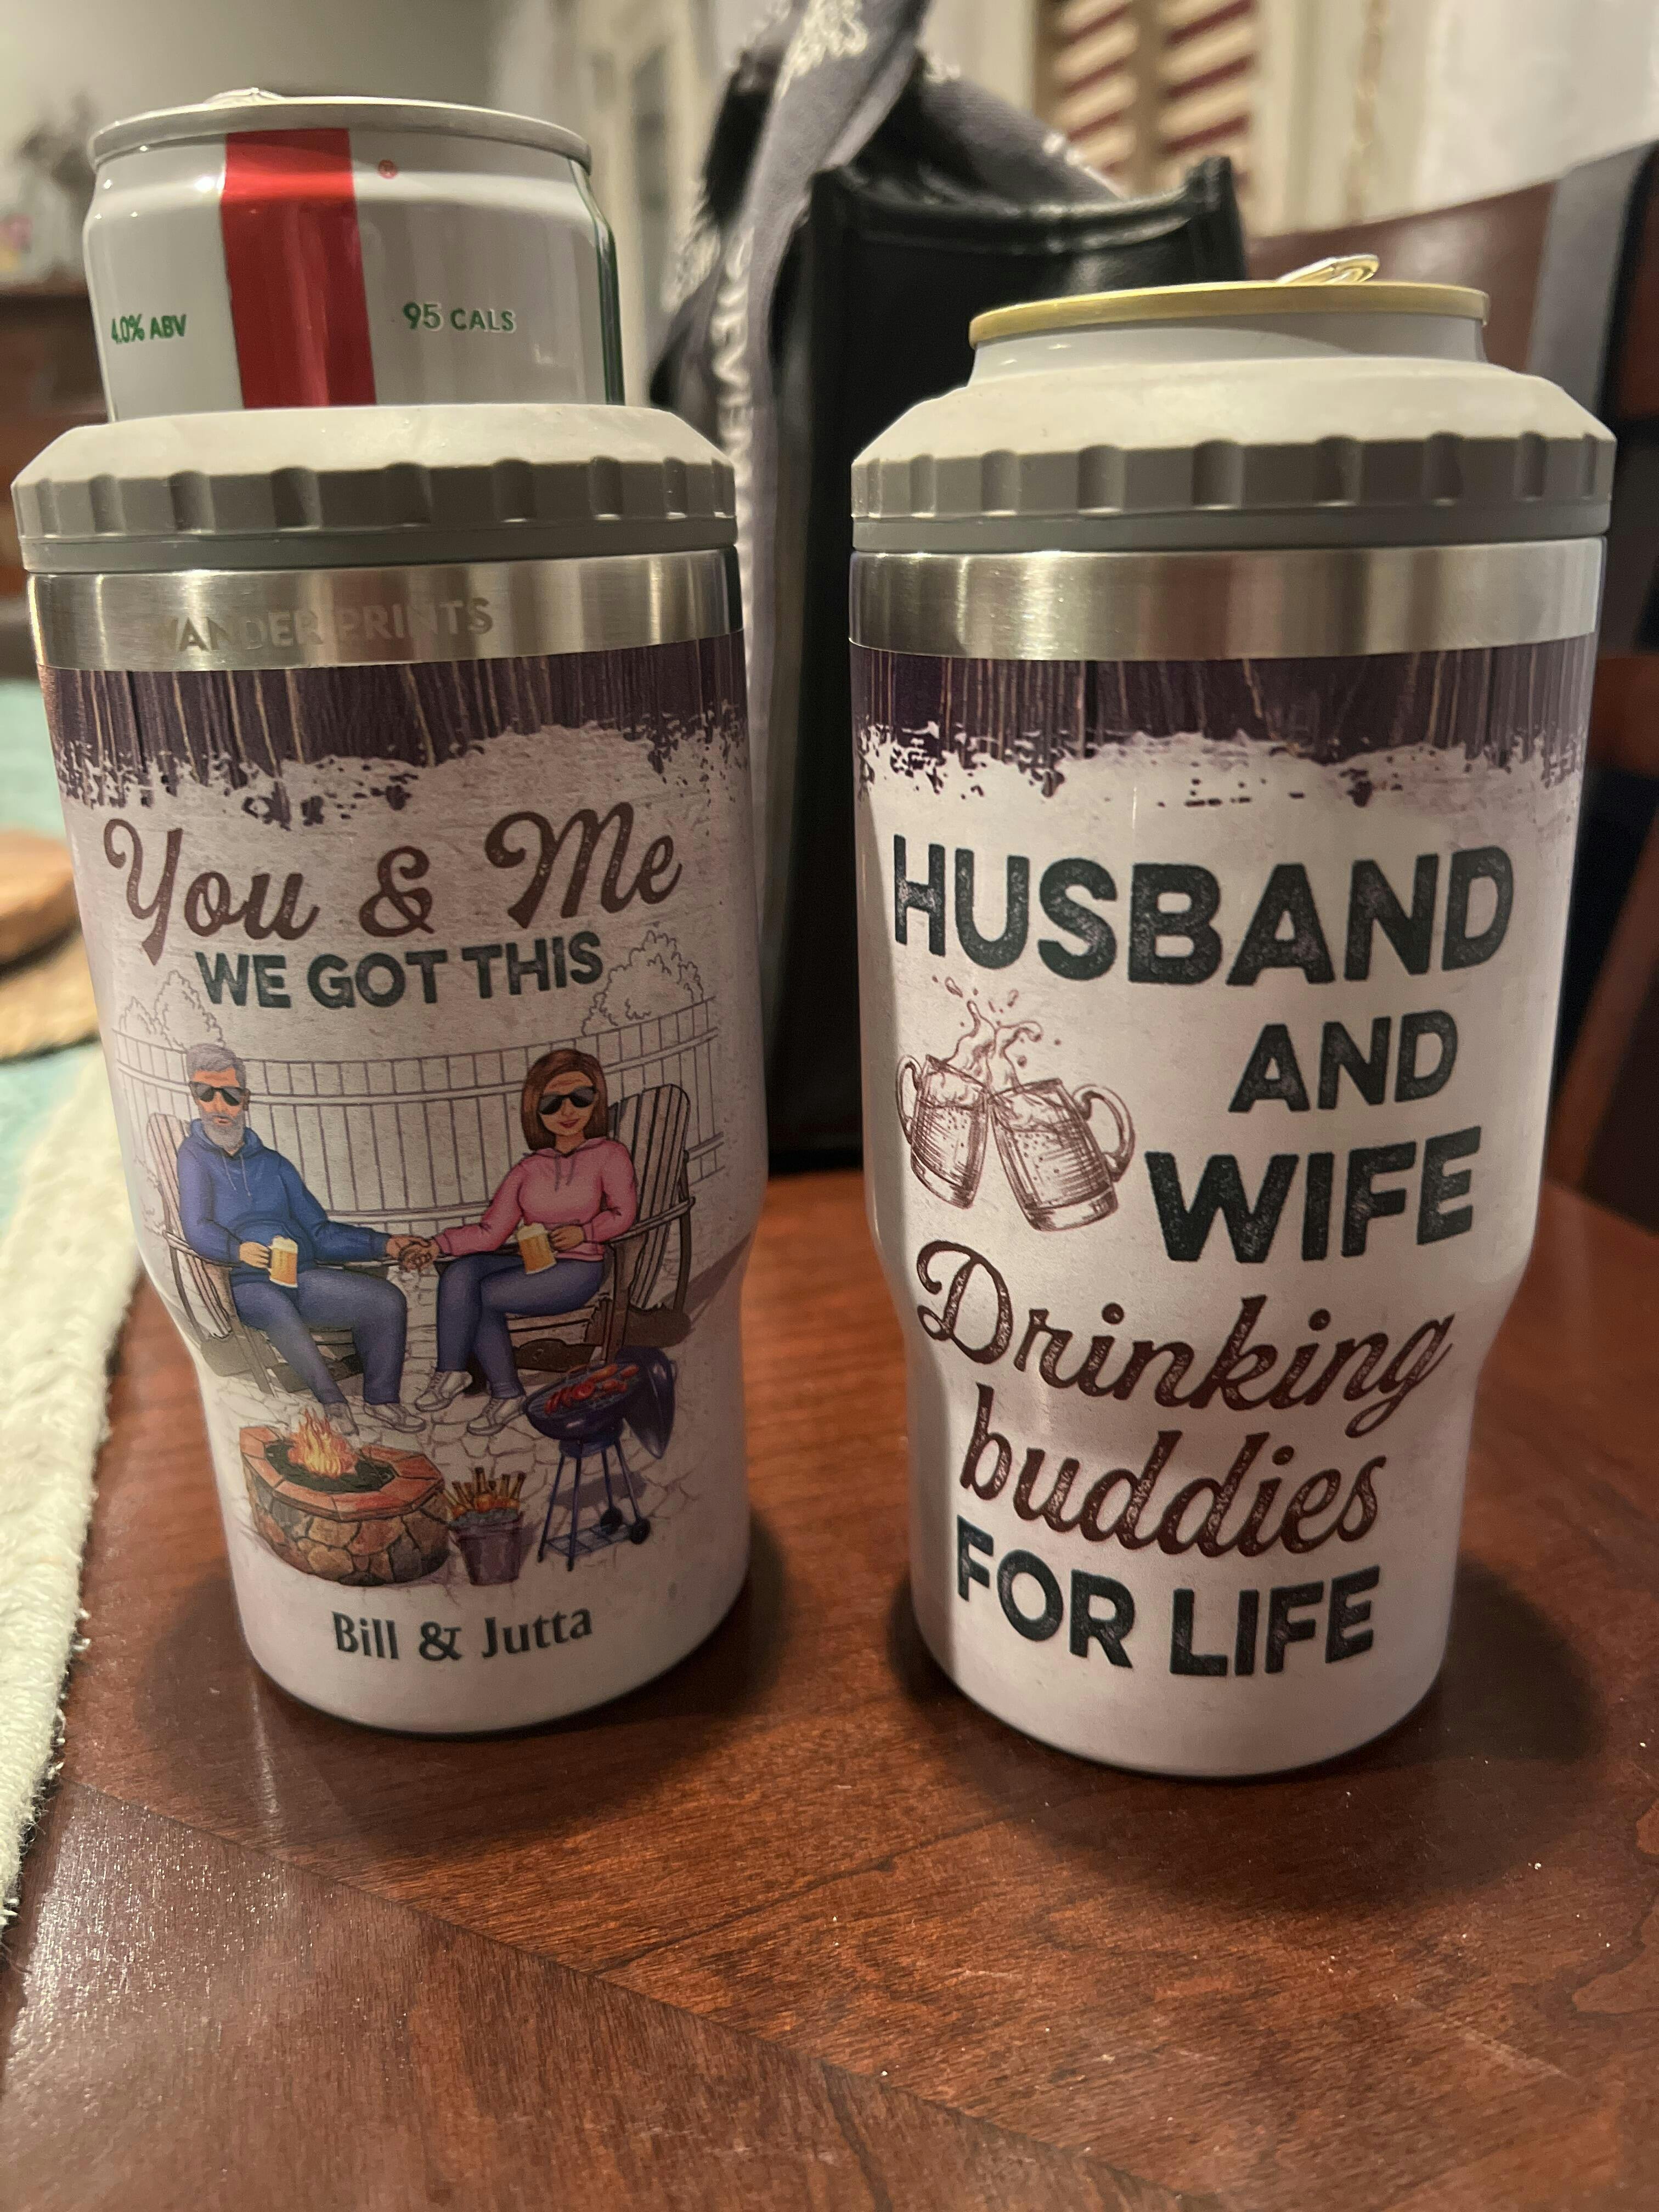 ®
4.0% ABV
95 CALS
WANDER PRINTS
You & Me
WE GOT THIS
Bill & Jutta
HUSBAND
AND
WIFE
Drinking
buddies
FOR LIFE